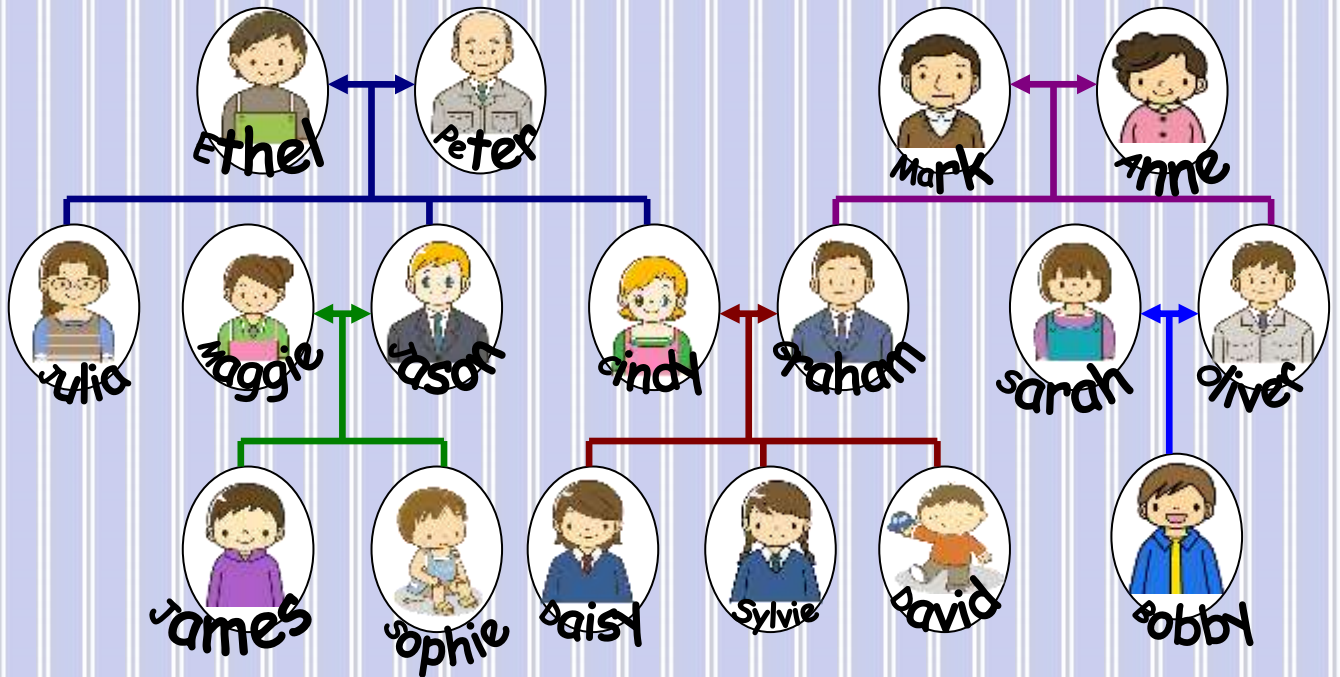 Ethel
Peter
Mark
Anne
Julia
Maggie
Jason
Cindy
Graham
Sarah
Oliver
James
Sophie
Daisy
Sylvie
David
Bobby